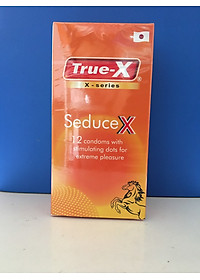 True-X®
X-series
SeduceX
12 condoms with
stimulating dots for
extreme pleasure